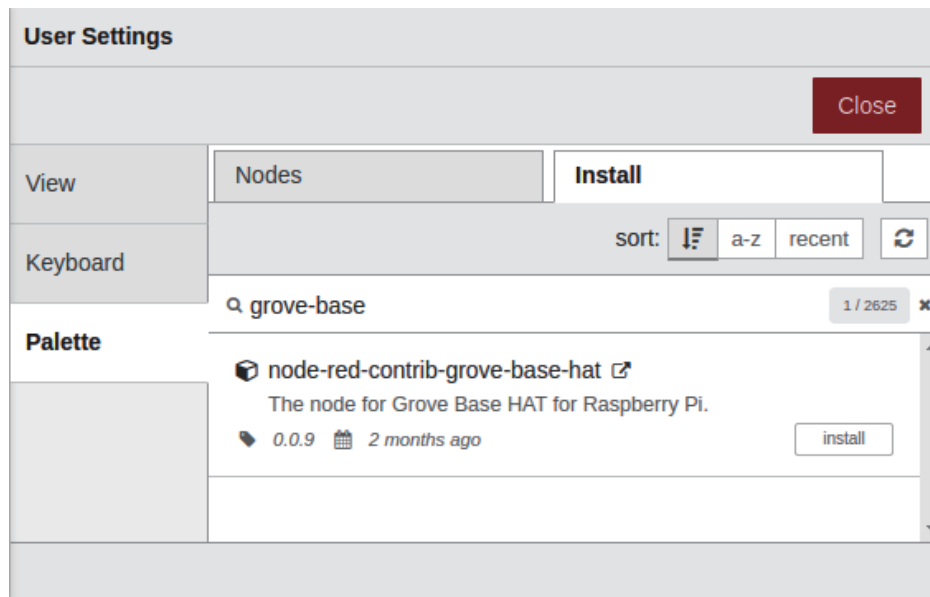 User Settings
Close
View
Keyboard
Palette
Nodes
Install
sort: a-z recent
grove-base
1 / 2625
node-red-contrib-grove-base-hat
The node for Grove Base HAT for Raspberry Pi.
0.0.9 2 months ago
install